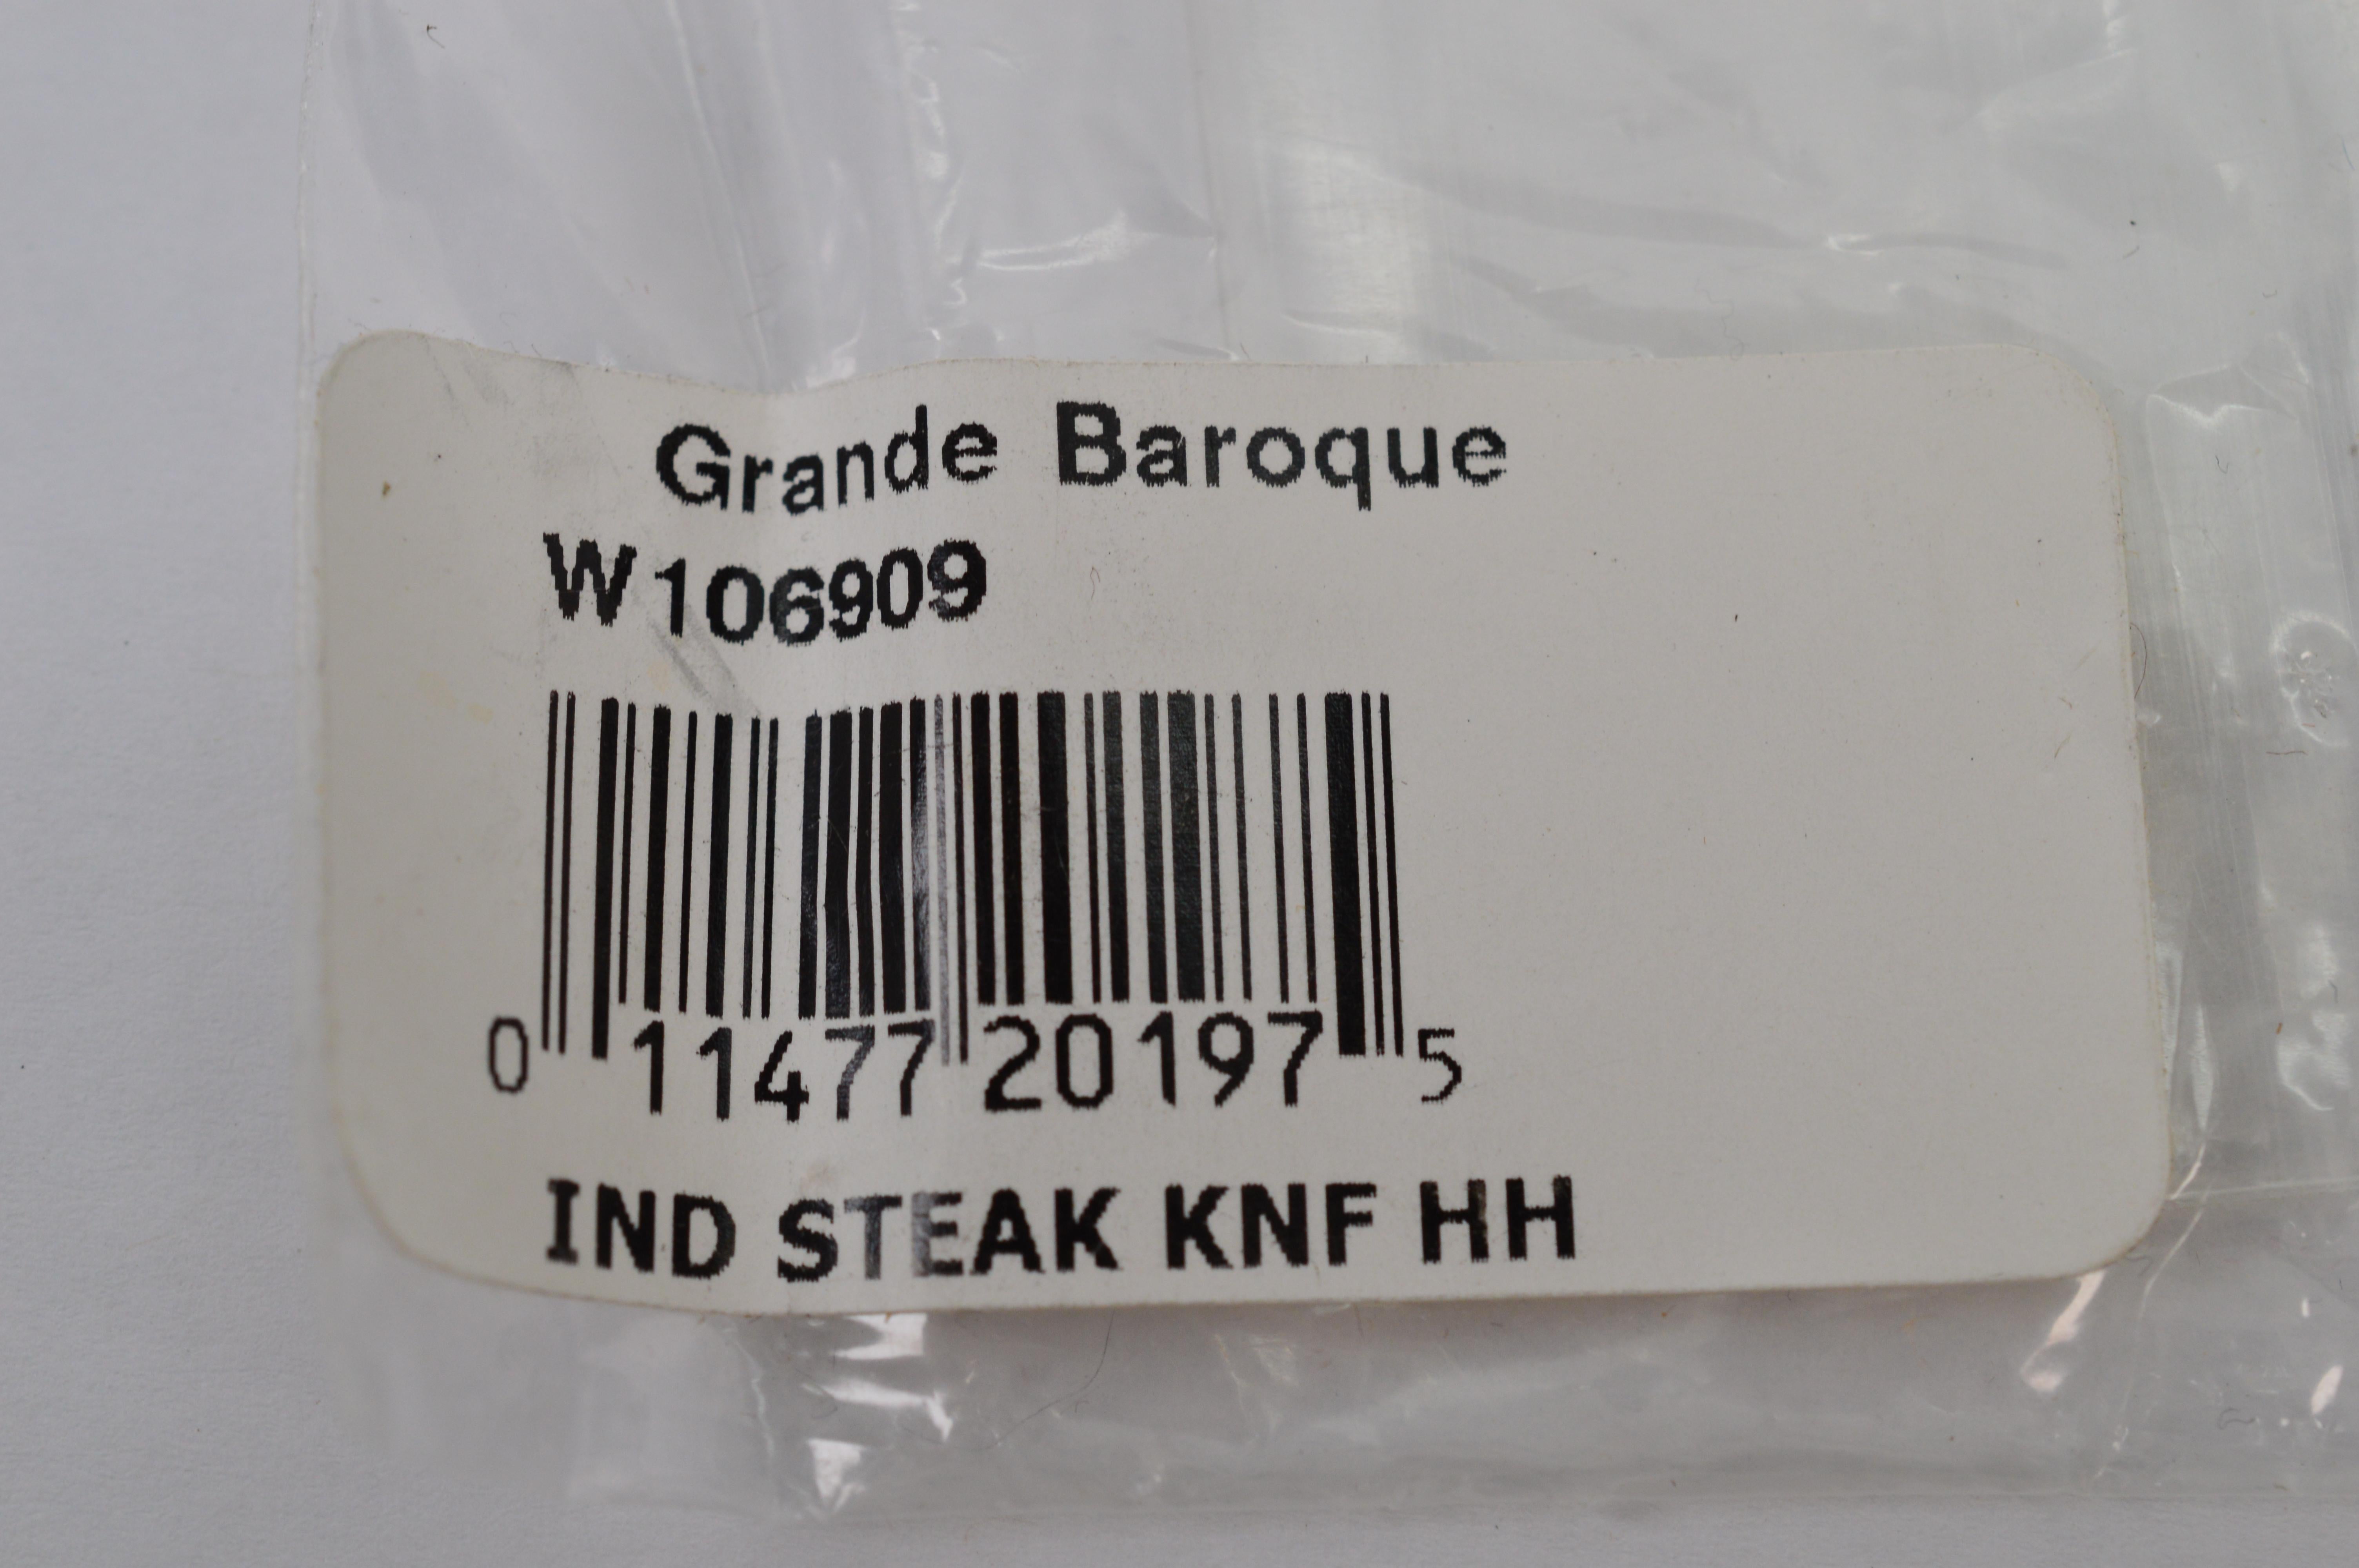 Grande Baroque
W106909
0 11477 20197 5
IND STEAK KNF HH